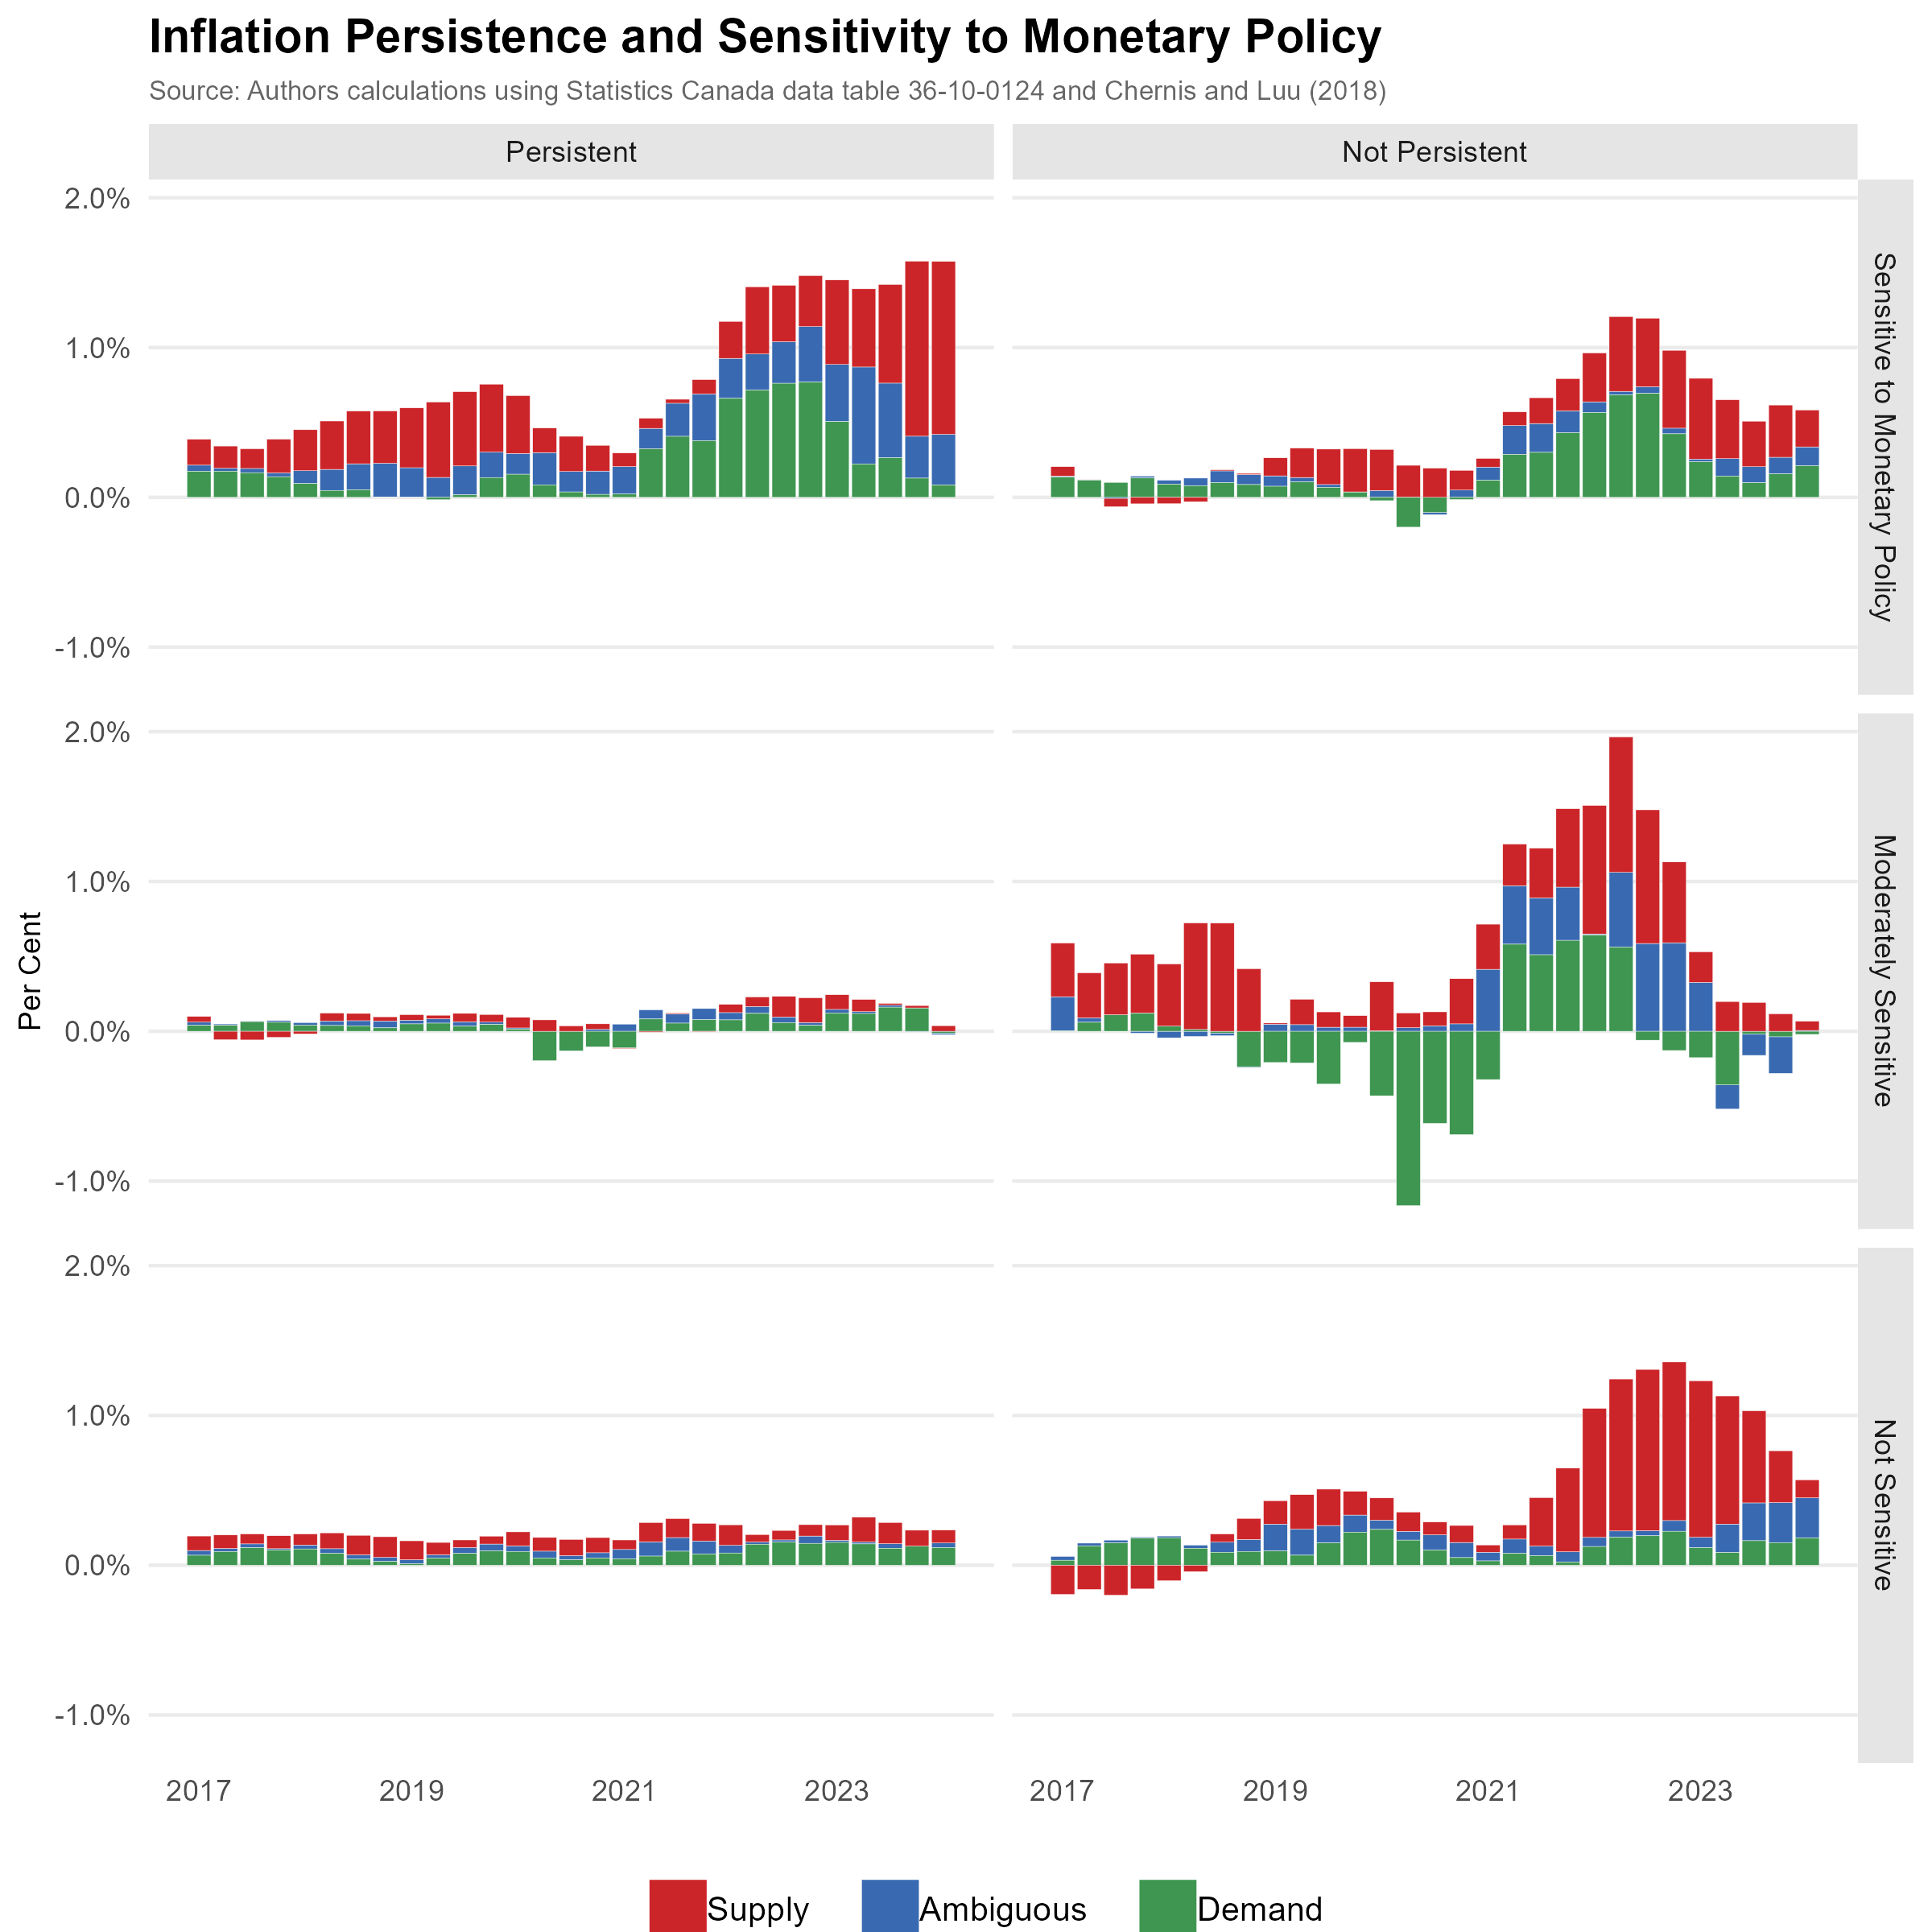 Inflation Persistence and Sensitivity to Monetary Policy
Source: Authors calculations using Statistics Canada data table 36-10-0124 and Chernis and Luu (2018)
Persistent
Not Persistent
2.0%
1.0%
0.0%
-1.0%
Sensitive to Monetary Policy
Per Cent
2.0%
1.0%
0.0%
-1.0%
Moderately Sensitive
2.0%
1.0%
0.0%
-1.0%
Not Sensitive
2017 2019 2021 2023
2017 2019 2021 2023
Supply Ambiguous Demand